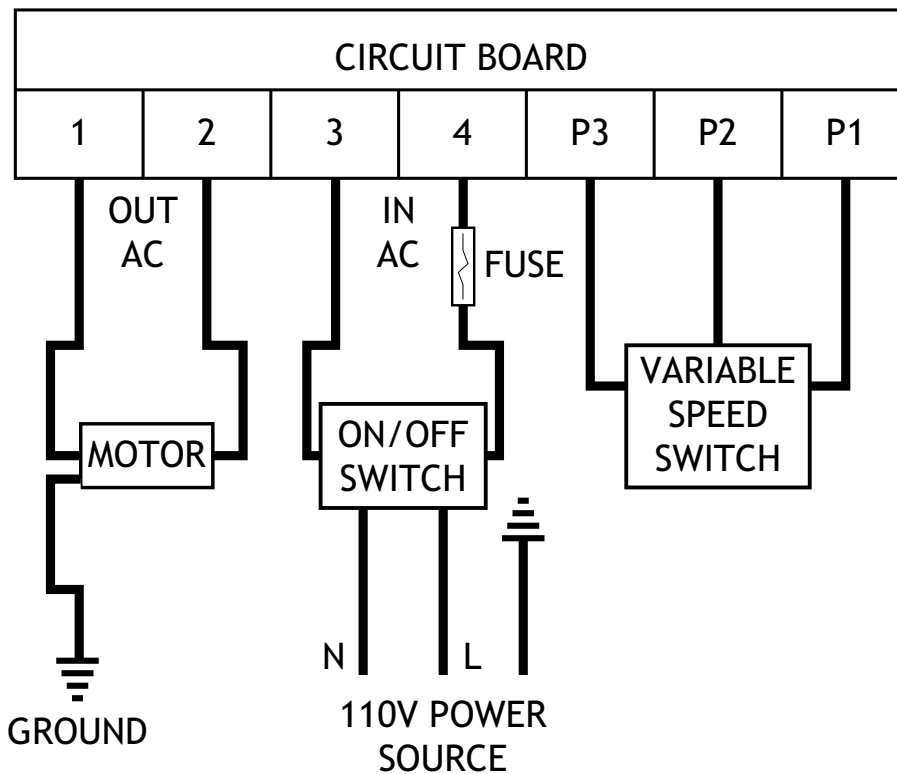 CIRCUIT BOARD
1 2 3 4 P3 P2 P1
OUT
AC
IN
AC
FUSE
MOTOR
ON/OFF
SWITCH
VARIABLE
SPEED
SWITCH
GROUND
N L
110V POWER
SOURCE